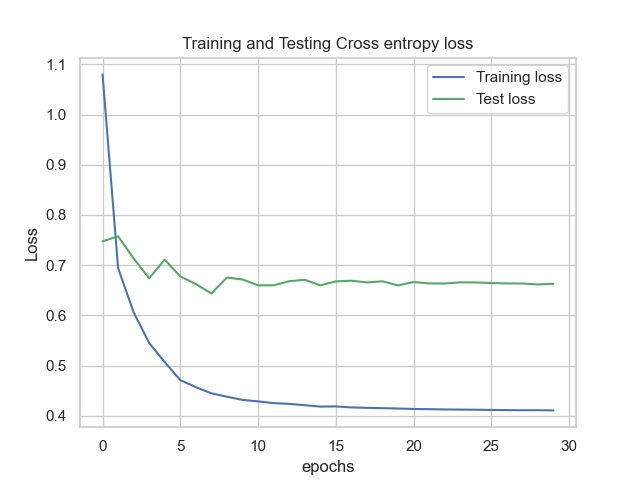 Training and Testing Cross entropy loss
Training loss
Test loss
Loss
1.1
1.0
0.9
0.8
0.7
0.6
0.5
0.4
0 5 10 15 20 25 30
epochs